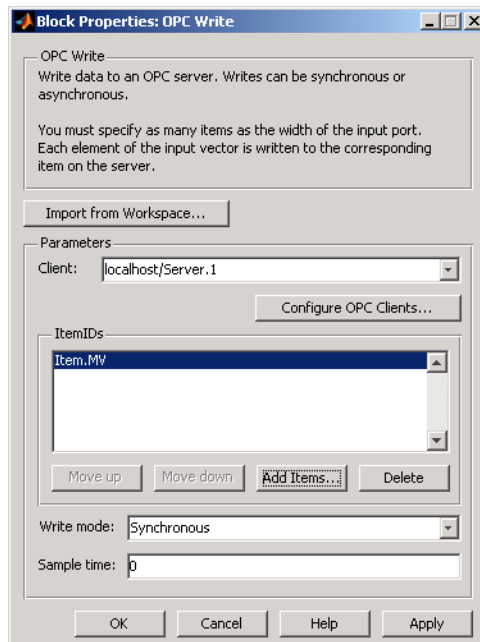 Block Properties: OPC Write
OPC Write
Write data to an OPC server. Writes can be synchronous or
asynchronous.
You must specify as many items as the width of the input port.
Each element of the input vector is written to the corresponding
item on the server.
Import from Workspace...
Parameters
Client: localhost/Server.1
Configure OPC Clients...
ItemIDs
Item.MV
Move up Move down Add Items... Delete
Write mode: Synchronous
Sample time: 0
OK Cancel Help Apply